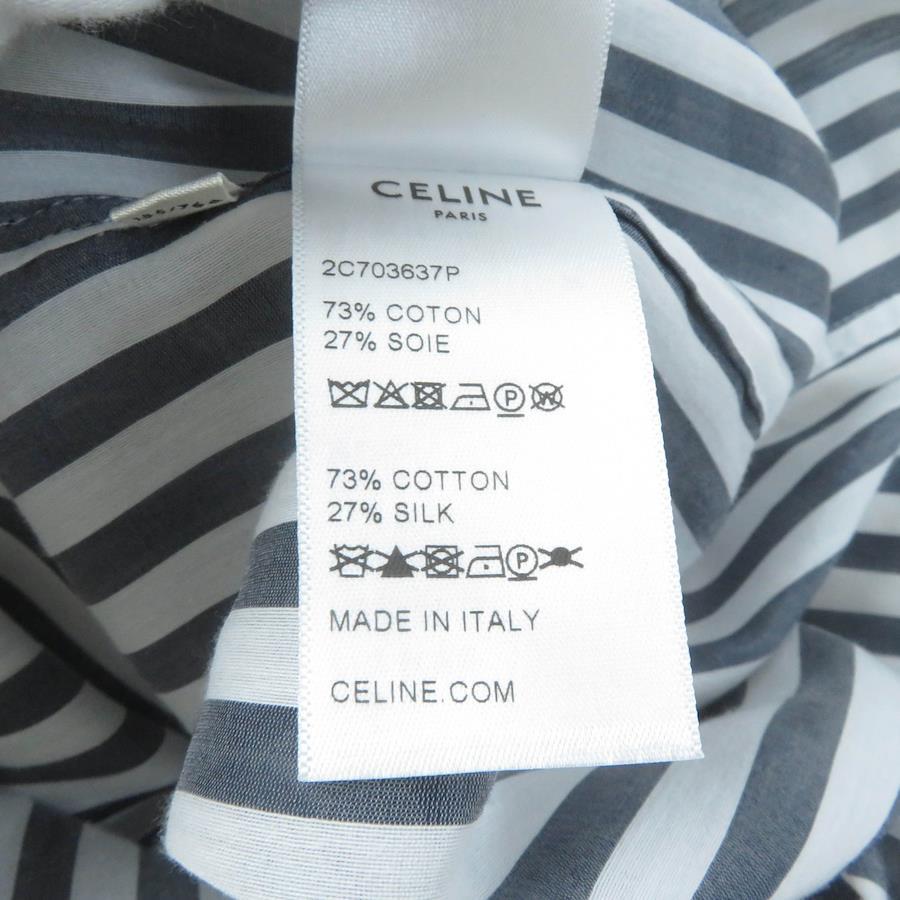 CELINE
PARIS
2C703637P
73% COTON
27% SOIE
P W
73% COTTON
27% SILK
P
MADE IN ITALY
CELINE.COM